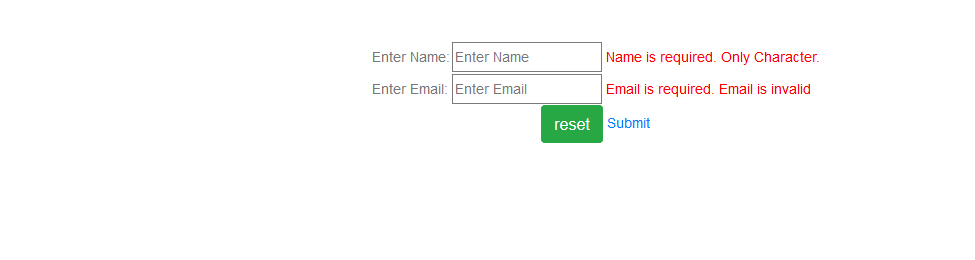 Enter Name: Enter Name Name is required. Only Character.
Enter Email: Enter Email Email is required. Email is invalid
reset Submit